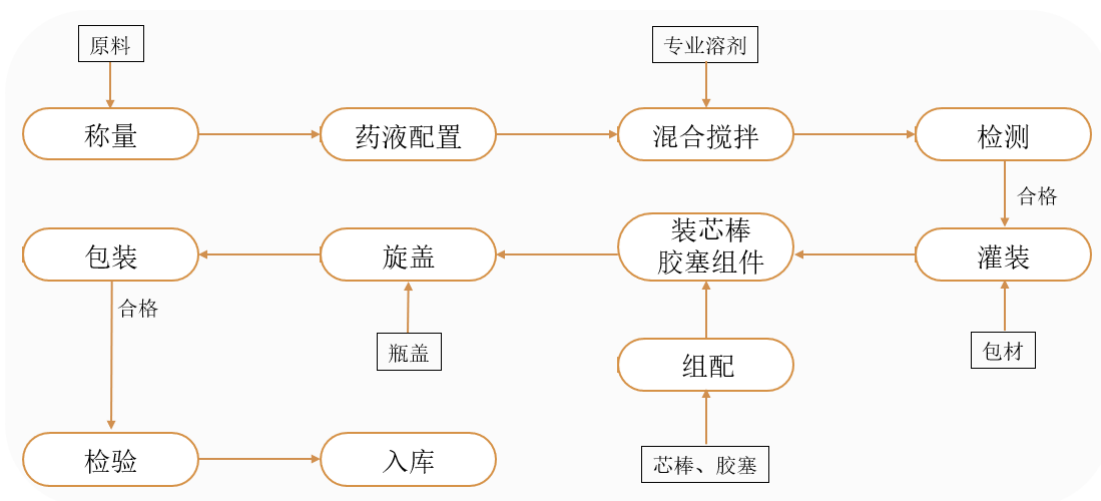 原料
专业溶剂
称量
药液配置
混合搅拌
检测
合格
包装
旋盖
装芯棒
胶塞组件
灌装
合格
瓶盖
组配
包材
检验
入库
芯棒、胶塞